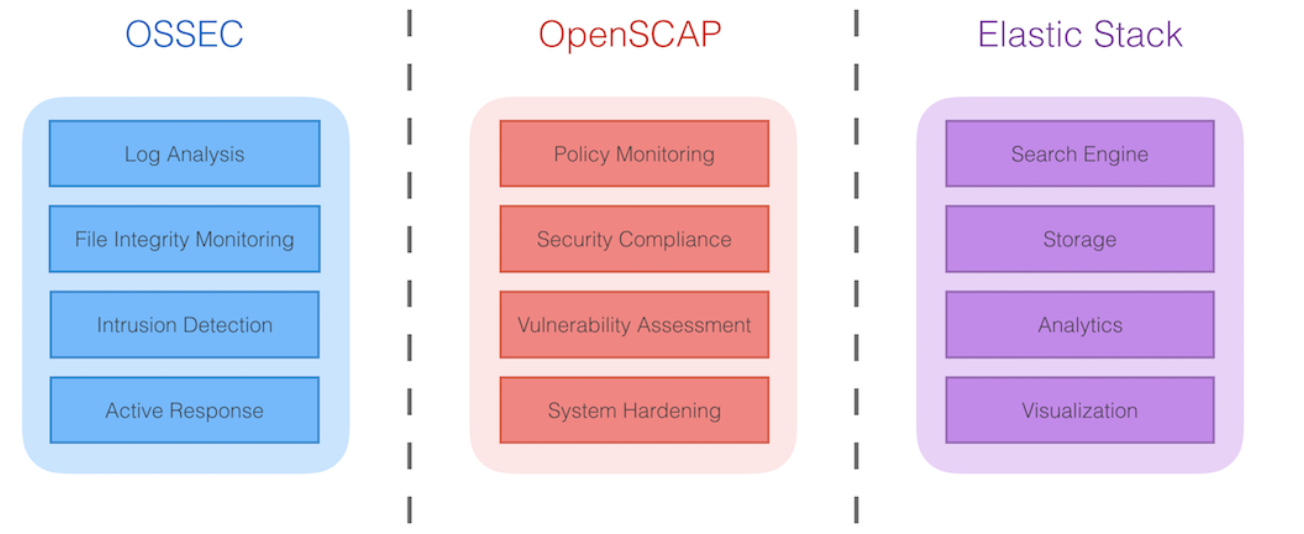 OSSEC
Log Analysis
File Integrity Monitoring
Intrusion Detection
Active Response
OpenSCAP
Policy Monitoring
Security Compliance
Vulnerability Assessment
System Hardening
Elastic Stack
Search Engine
Storage
Analytics
Visualization